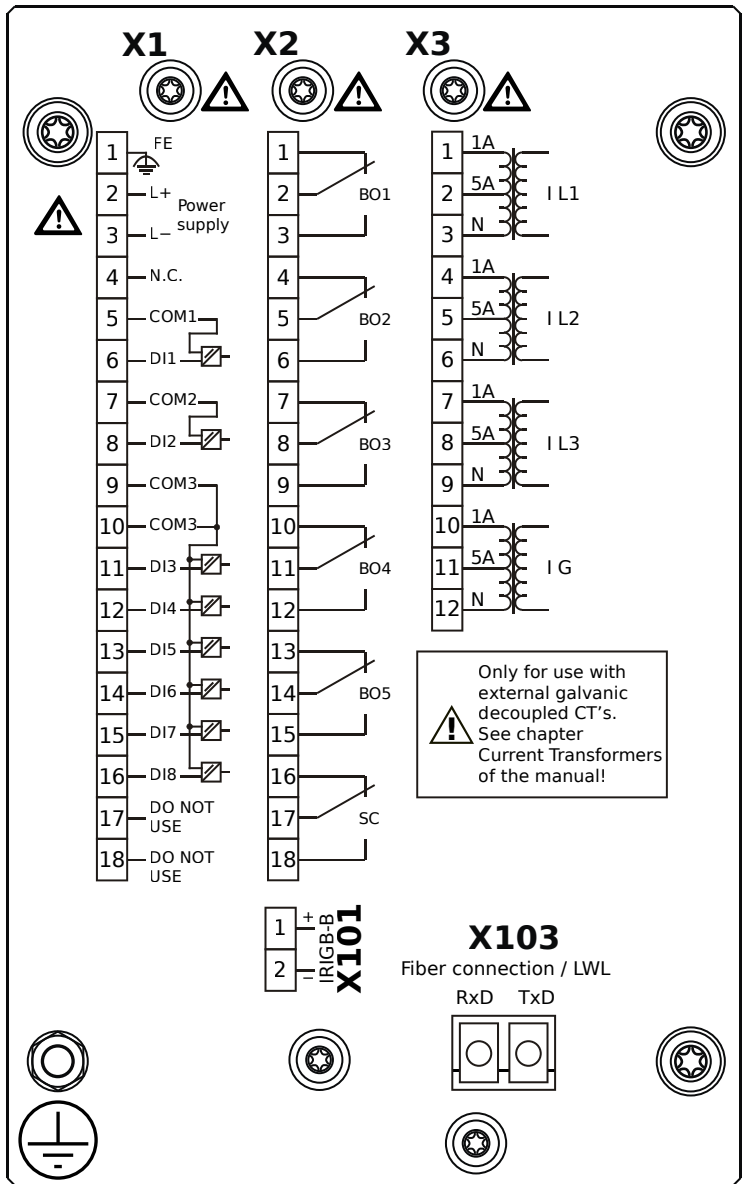 X1
X2
X3
1 FE
2 L+
Power
supply
3 L−
4 N.C.
5 COM1
6 DI1
7 COM2
8 DI2
9 COM3
10 COM3
11 DI3
12 DI4
13 DI5
14 DI6
15 DI7
16 DI8
17 DO NOT
USE
18 DO NOT
USE
1
2 BO1
3
4
5 BO2
6
7
8 BO3
9
10
11 BO4
12
13
14 BO5
15
16
17 SC
18
1 1A
2 5A I L1
3 N
4 1A
5 5A I L2
6 N
7 1A
8 5A I L3
9 N
10 1A
11 5A I G
12 N
Only for use with
external galvanic
decoupled CT's.
See chapter
Current Transformers
of the manual!
1 +
2 −
IRIGB-B
X101
X103
Fiber connection / LWL
RxD TxD